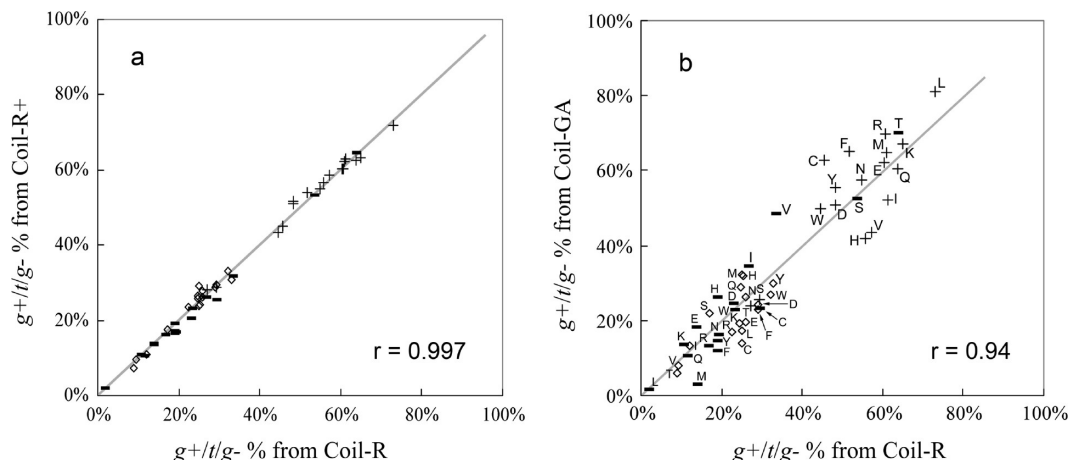 100%
80%
60%
40%
20%
0%
g+/t/g- % from Coil-R+
a
r = 0.997
0% 20% 40% 60% 80% 100%
g+/t/g- % from Coil-R
100%
80%
60%
40%
20%
0%
g+/t/g- % from Coil-GA
b
L
R T
F M
C E K
N Q
Y
V W D S I
H V
I
M H Y
Q
H D N S W
S W D
E K T E C
K N R L F
R Y C
V I F
T Q
L M
r = 0.94
0% 20% 40% 60% 80% 100%
g+/t/g- % from Coil-R